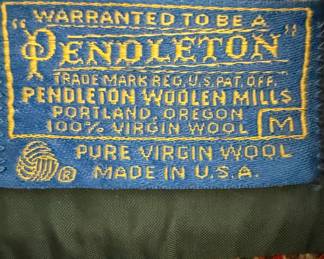 WARRANTED TO BE A
"PENDLETON"
TRADE MARK REG. U.S. PAT. OFF.
PENDLETON WOOLEN MILLS
PORTLAND, OREGON
100% VIRGIN WOOL M
® PURE VIRGIN WOOL
MADE IN U.S.A.